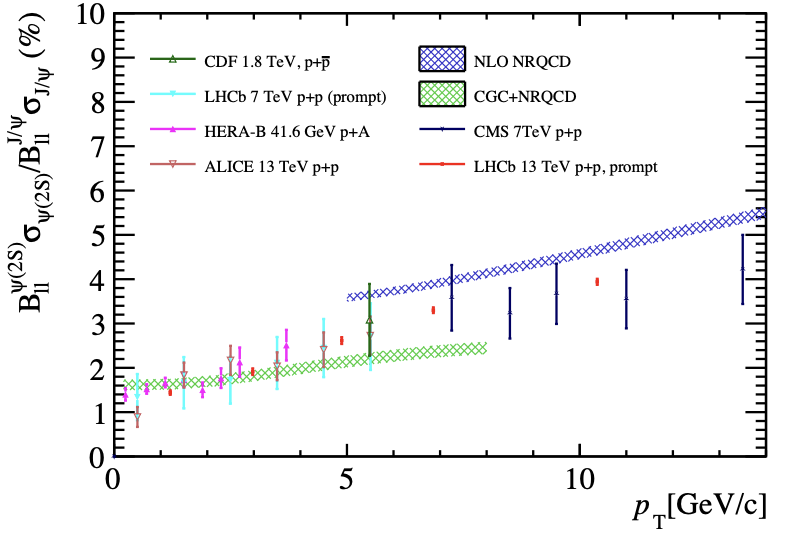 B_ll^ψ(2S) σ_ψ(2S)/B_ll^J/ψ σ_J/ψ (%)
10
9
8
7
6
5
4
3
2
1
0
CDF 1.8 TeV, p+p̅
LHCb 7 TeV p+p (prompt)
HERA-B 41.6 GeV p+A
ALICE 13 TeV p+p
NLO NRQCD
CGC+NRQCD
CMS 7TeV p+p
LHCb 13 TeV p+p, prompt
0 5 10
p_T[GeV/c]